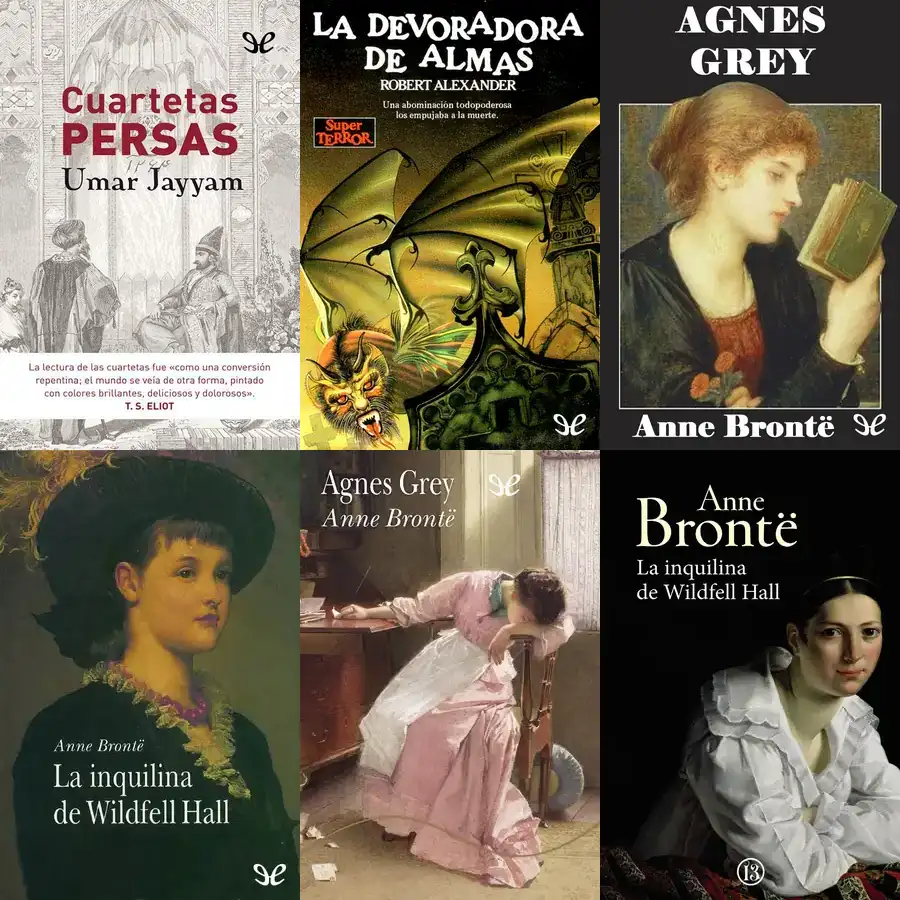 Cuartetas
PERSAS
Umar Jayyam
La lectura de las cuartetas fue «como una conversión
repentina; el mundo se veía de otra forma, pintado
con colores brillantes, deliciosos y dolorosos».
T. S. ELIOT
LA DEVORADORA
DE ALMAS
ROBERT ALEXANDER
Una abominación todopoderosa
los empujaba a la muerte.
Super
TERROR
AGNES
GREY
Anne Brontë
Anne Brontë
La inquilina
de Wildfell Hall
Agnes Grey
Anne Brontë
Anne
Brontë
La inquilina
de Wildfell Hall
13